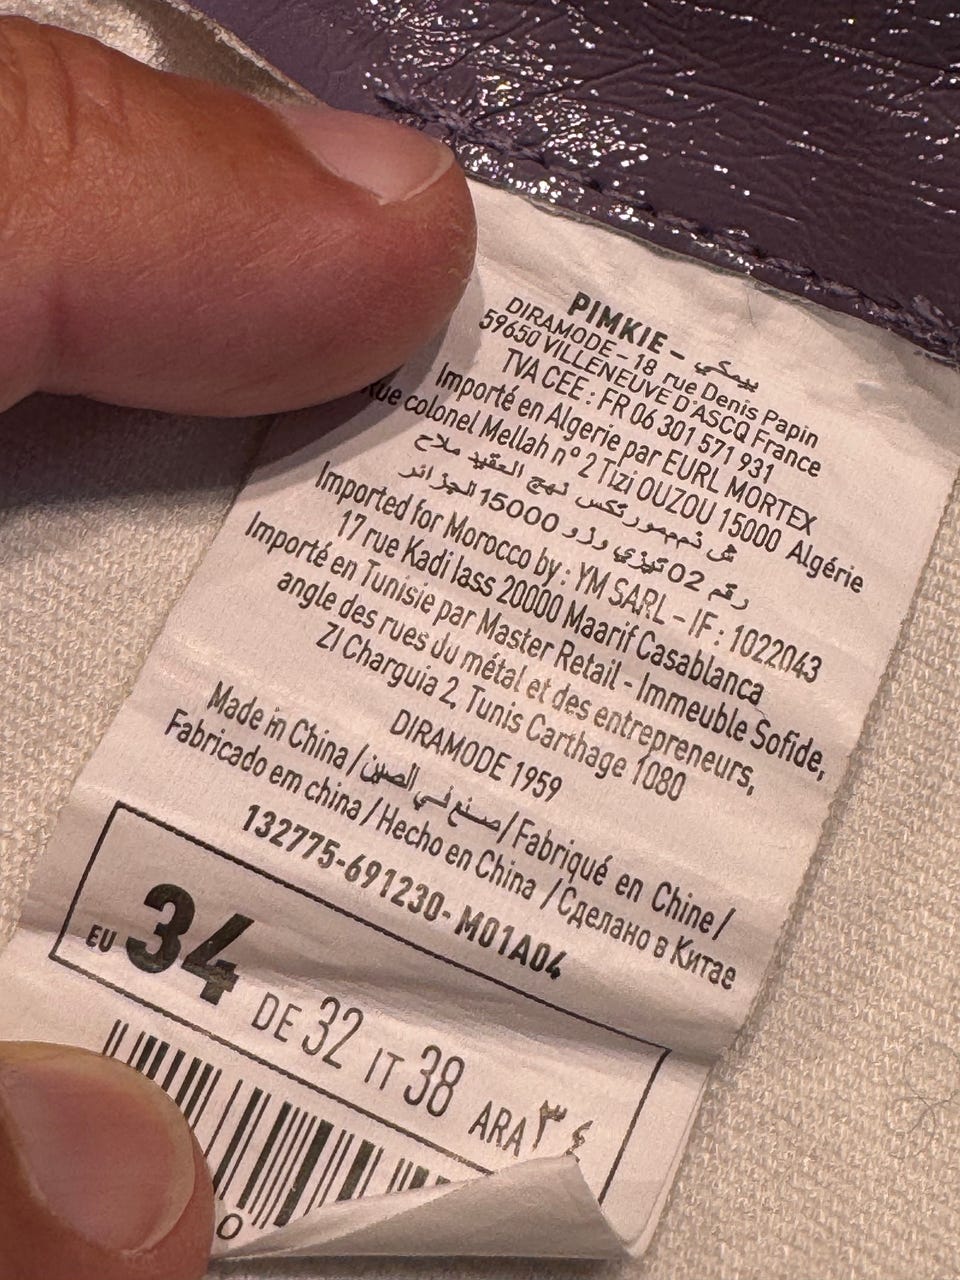 PIMKIE - بيمكي
DIRAMODE - 18 rue Denis Papin
59650 VILLENEUVE D'ASCQ France
TVA CEE : FR 06 301 571 931
Importé en Algerie par EURL MORTEX
Rue colonel Mellah n° 2 Tizi OUZOU 15000 Algérie
نهج العقيد ملاح
رقم 02 تيزي وزو 15000 الجزائر
Imported for Morocco by : YM SARL - IF : 1022043
17 rue Kadi lass 20000 Maarif Casablanca
Importé en Tunisie par Master Retail - Immeuble Sofide,
angle des rues du métal et des entrepreneurs,
ZI Charguia 2, Tunis Carthage 1080
DIRAMODE 1959
Made in China / صنع في الصين / Fabriqué en Chine /
Fabricado em china / Hecho en China / Сделано в Китае
132775-691230- M01A04
EU 34 DE 32 IT 38 ARA ٣٤
0